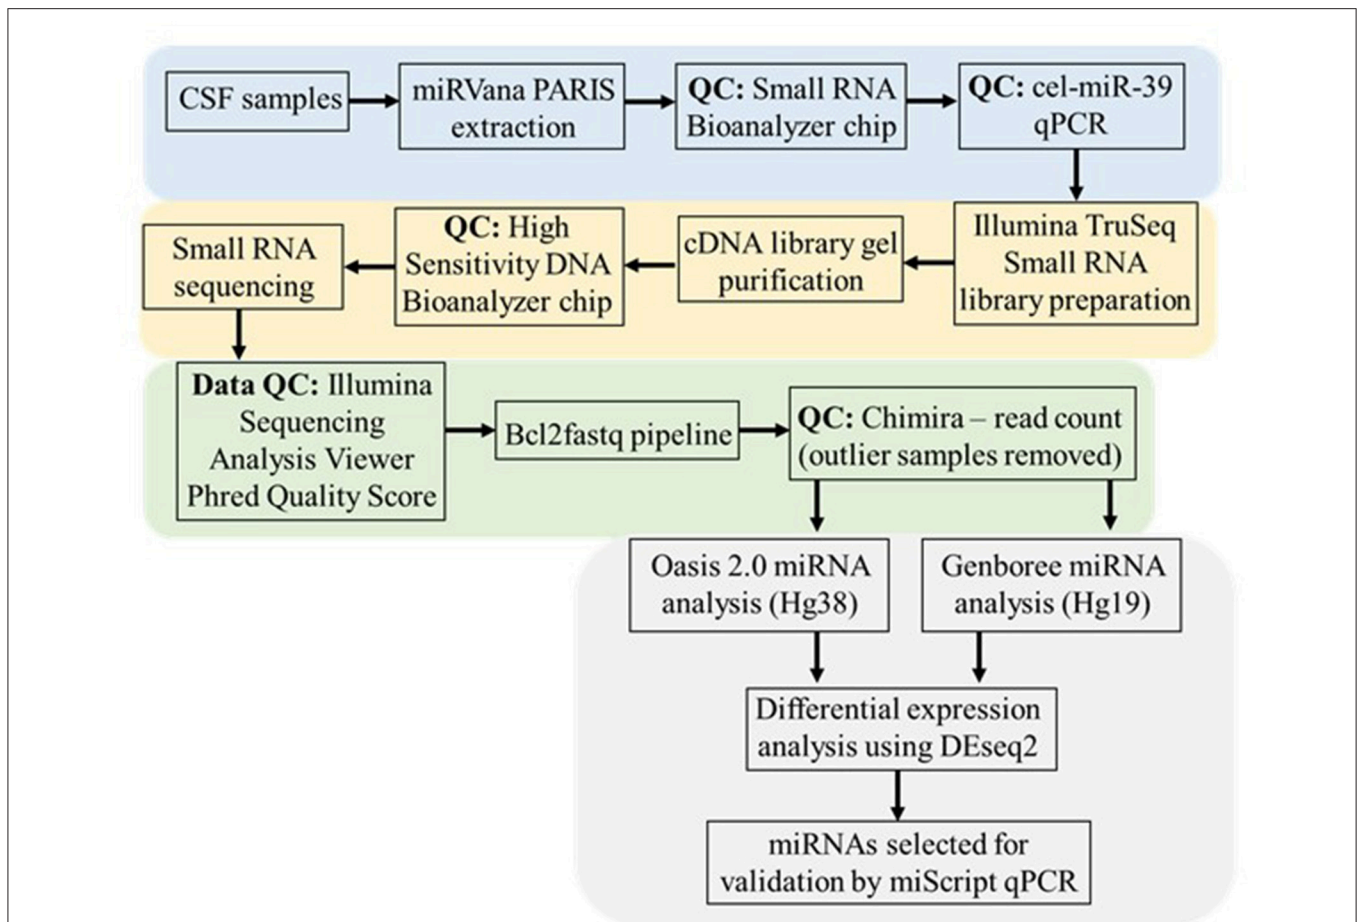 CSF samples
miRVana PARIS
extraction
QC: Small RNA
Bioanalyzer chip
QC: cel-miR-39
qPCR
Illumina TruSeq
Small RNA
library preparation
cDNA library gel
purification
QC: High
Sensitivity DNA
Bioanalyzer chip
Small RNA
sequencing
Data QC: Illumina
Sequencing
Analysis Viewer
Phred Quality Score
Bcl2fastq pipeline
QC: Chimira – read count
(outlier samples removed)
Oasis 2.0 miRNA
analysis (Hg38)
Genboree miRNA
analysis (Hg19)
Differential expression
analysis using DEseq2
miRNAs selected for
validation by miScript qPCR